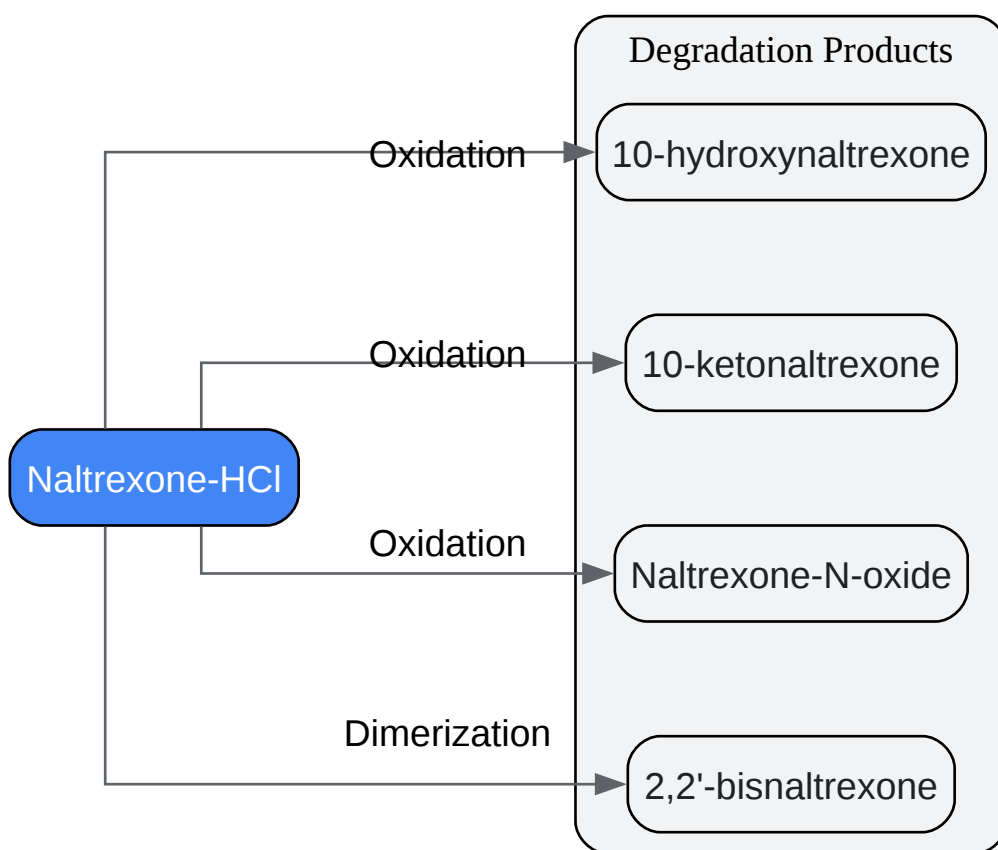 Degradation Products
Oxidation
10-hydroxynaltrexone
Oxidation
10-ketonaltrexone
Naltrexone-HCl
Oxidation
Naltrexone-N-oxide
Dimerization
2,2'-bisnaltrexone